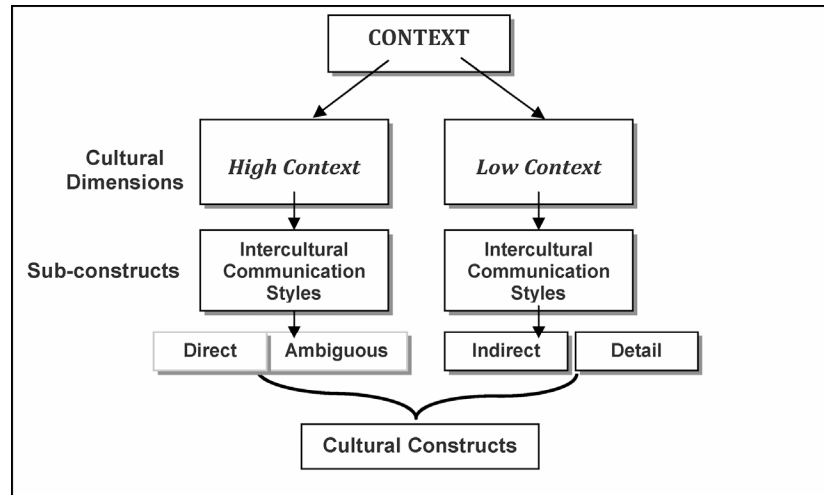 CONTEXT
Cultural
Dimensions
High Context
Low Context
Sub-constructs
Intercultural
Communication
Styles
Intercultural
Communication
Styles
Direct
Ambiguous
Indirect
Detail
Cultural Constructs